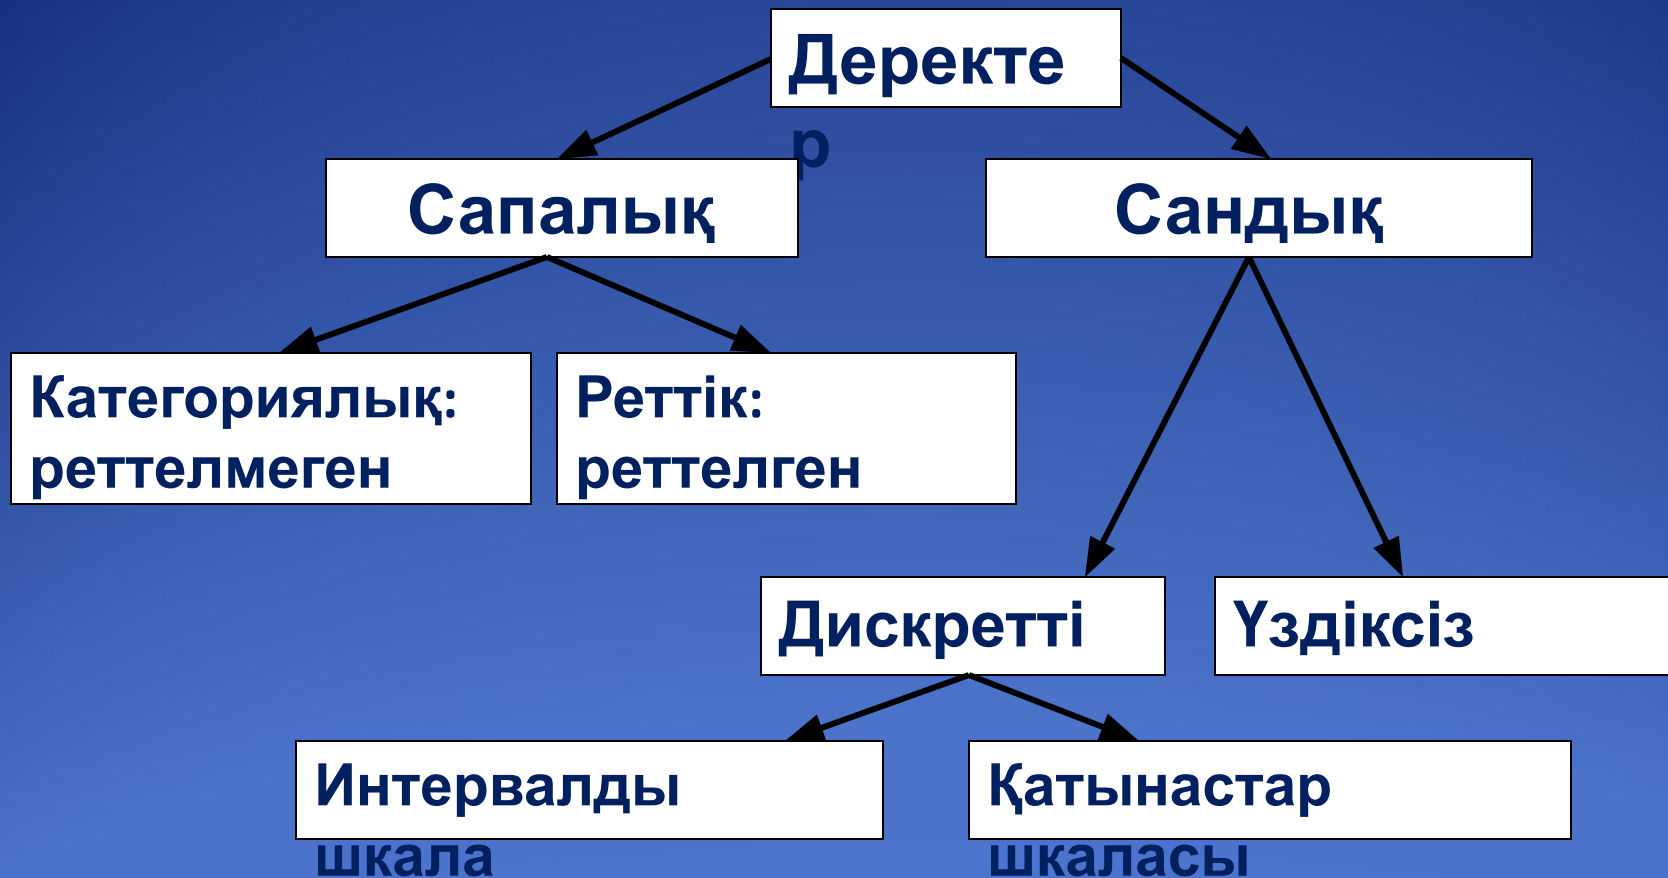 Деректе
р
Сапалық
Сандық
Категориялық:
реттелмеген
Реттік:
реттелген
Дискретті
Үздіксіз
Интервалды
шкала
Қатынастар
шкаласы